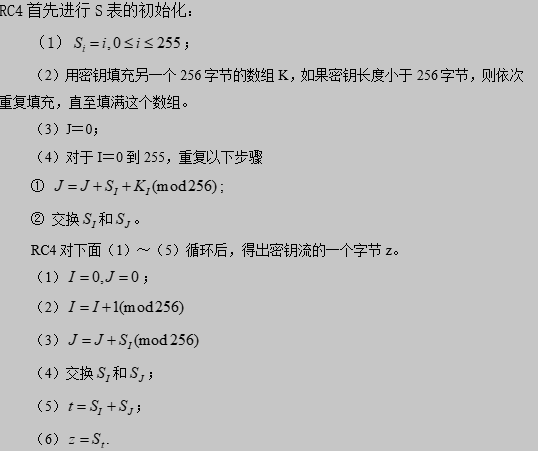 RC4 首先进行 S 表的初始化：
（1） S_i = i, 0 ≤ i ≤ 255；
（2）用密钥填充另一个 256 字节的数组 K，如果密钥长度小于 256 字节，则依次
重复填充，直至填满这个数组。
（3）J＝0；
（4）对于 I＝0 到 255，重复以下步骤
① J = J + S_I + K_I (mod 256)；
② 交换 S_I 和 S_J 。
RC4 对下面（1）～（5）循环后，得出密钥流的一个字节 z。
（1）I = 0, J = 0；
（2）I = I + 1(mod 256)
（3）J = J + S_I (mod 256)
（4）交换 S_I 和 S_J；
（5）t = S_I + S_J；
（6）z = S_t.